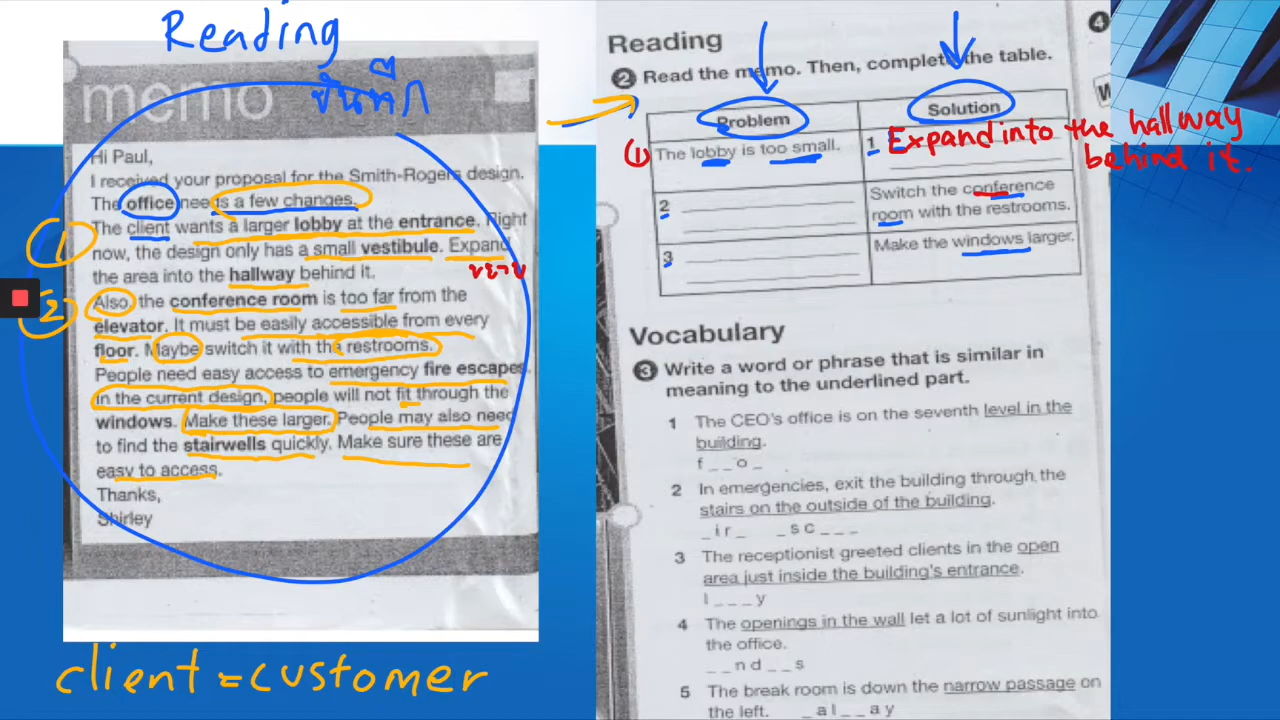 Reading
บันทึก
memo
Hi Paul,
I received your proposal for the Smith-Rogers design.
The office needs a few changes.
1
The client wants a larger lobby at the entrance. Right
now, the design only has a small vestibule. Expand
ขยาย
the area into the hallway behind it.
2
Also, the conference room is too far from the
elevator. It must be easily accessible from every
floor. Maybe switch it with the restrooms.
People need easy access to emergency fire escapes.
In the current design, people will not fit through the
windows. Make these larger. People may also need
to find the stairwells quickly. Make sure these are
easy to access.
Thanks,
Shirley
client = customer
Reading
2 Read the memo. Then, complete the table.
Problem
Solution
1 The lobby is too small.
1 Expand into the hallway
behind it.
2 ______
Switch the conference
room with the restrooms.
3 ______
Make the windows larger.
Vocabulary
3 Write a word or phrase that is similar in
meaning to the underlined part.
1 The CEO's office is on the seventh level in the
building.
f _ _ o _
2 In emergencies, exit the building through the
stairs on the outside of the building.
_ i r _ _ s c _ _ _
3 The receptionist greeted clients in the open
area just inside the building's entrance.
l _ _ _ y
4 The openings in the wall let a lot of sunlight into
the office.
_ _ n d _ _ s
5 The break room is down the narrow passage on
the left. _ a l _ _ a y
4
W